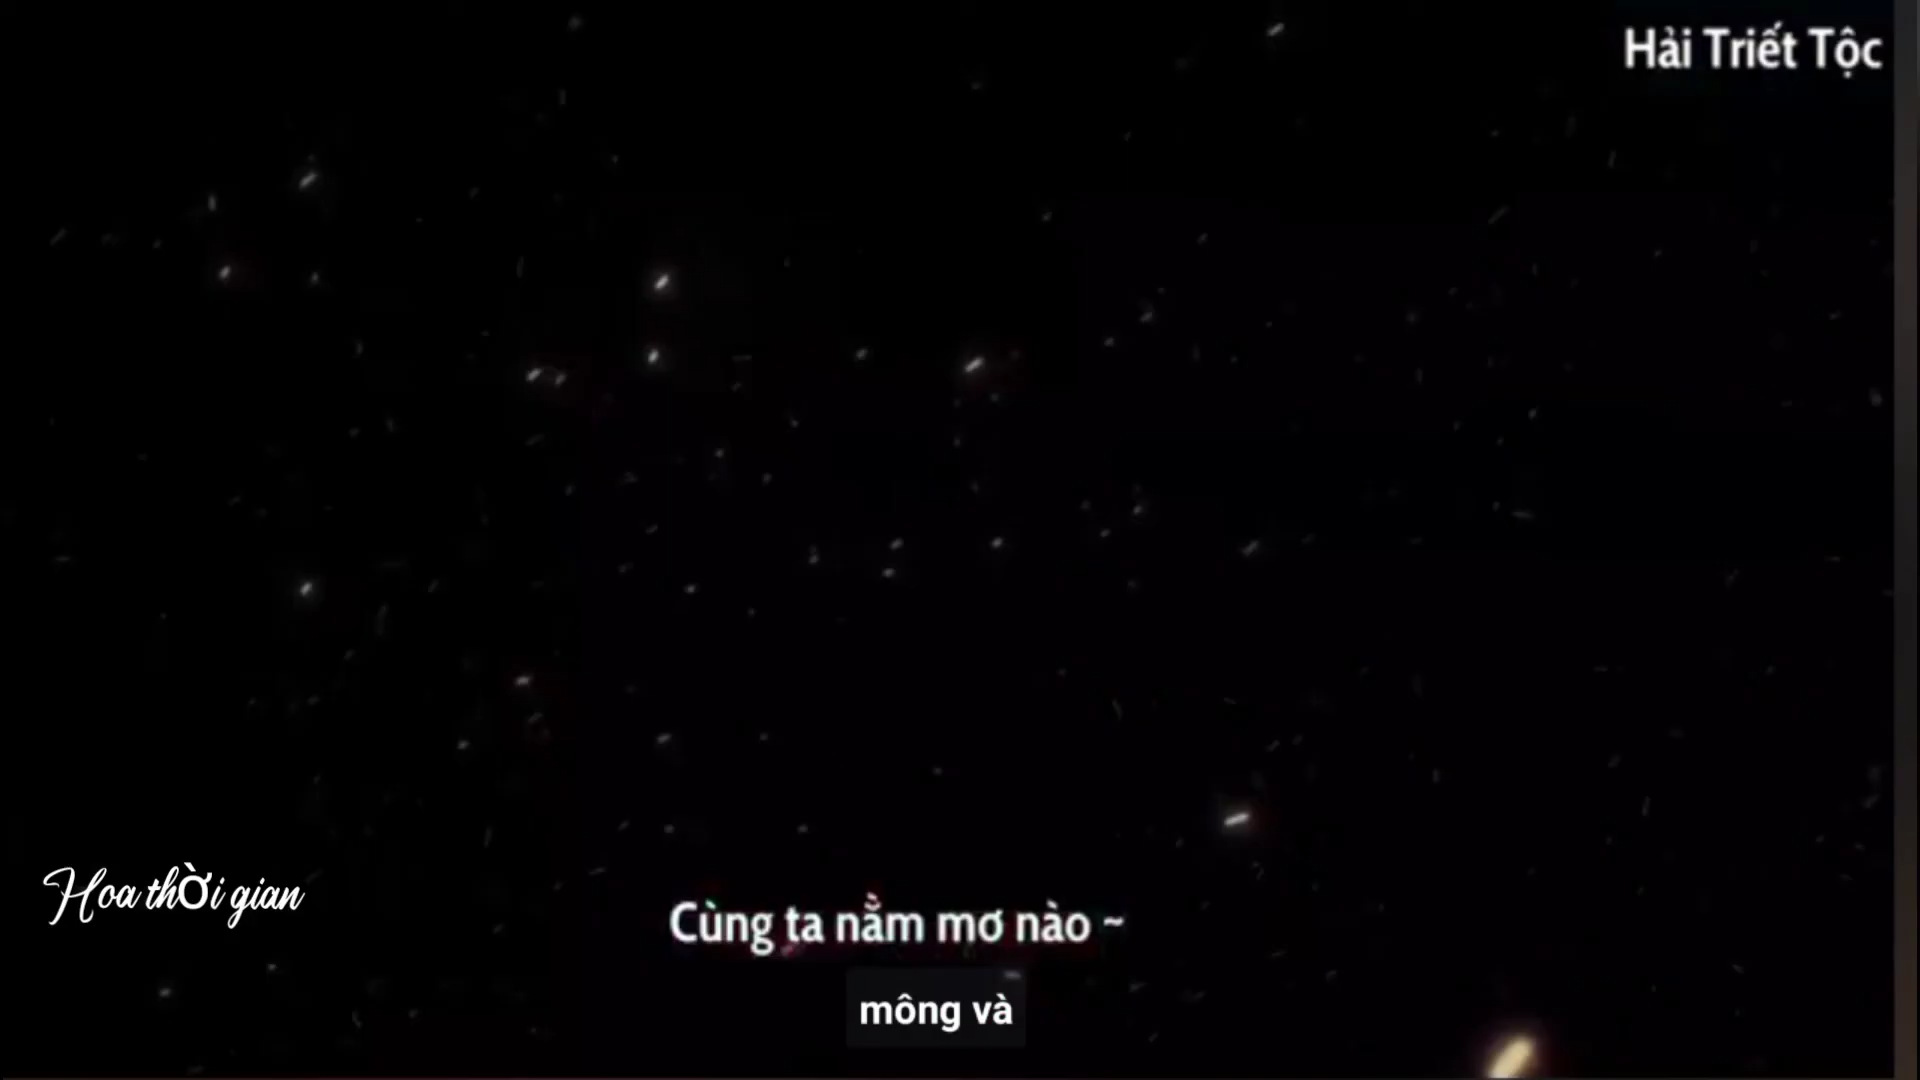 Hải Triết Tộc
Hoa thời gian
Cùng ta nằm mơ nào ~
mông và